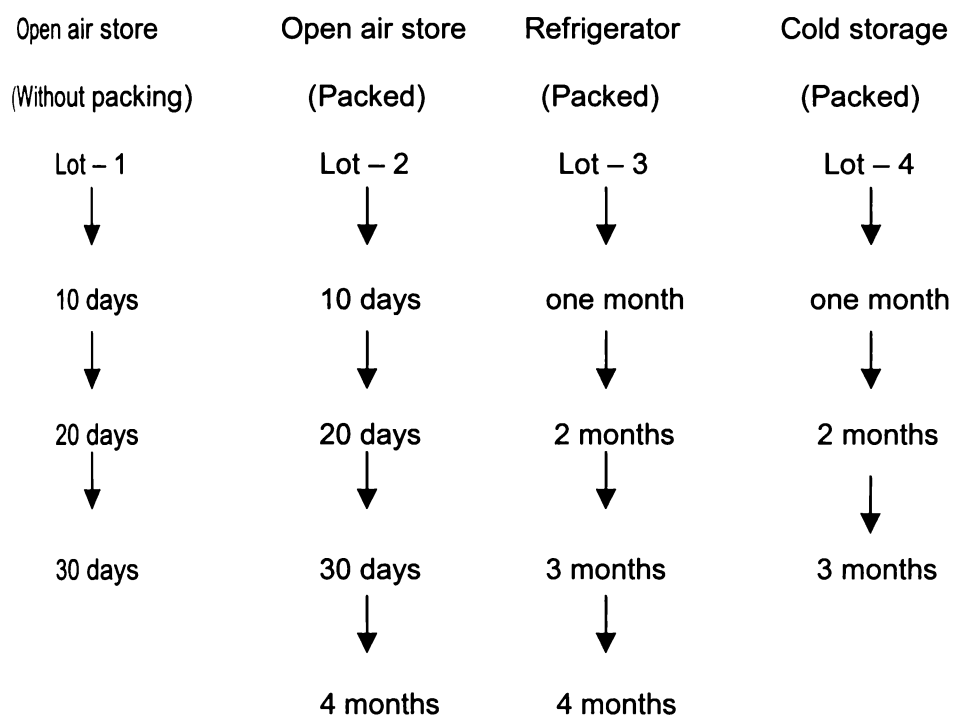 Open air store Open air store Refrigerator Cold storage
(Without packing) (Packed) (Packed) (Packed)
Lot – 1 Lot – 2 Lot – 3 Lot – 4
10 days 10 days one month one month
20 days 20 days 2 months 2 months
30 days 30 days 3 months 3 months
4 months 4 months